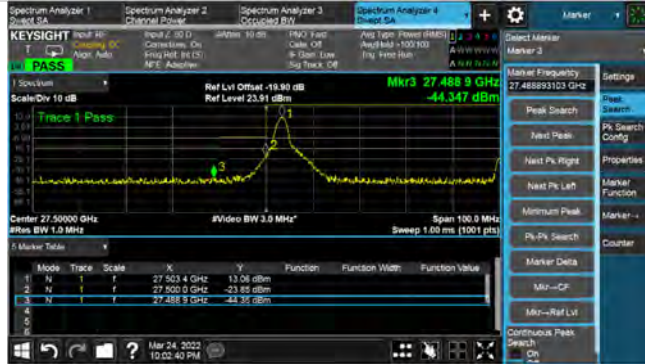 Spectrum Analyzer 1
Swept SA
Spectrum Analyzer 2
Channel Power
Spectrum Analyzer 3
Occupied BW
Spectrum Analyzer 4
Swept SA
Marker
KEYSIGHT
Input: RF
Coupling: DC
Align: Auto
Input Z: 50 Ω
Corrections: On
Freq Ref: Int (S)
NFE: Adaptive
#Atten: 10 dB
PNO: Fast
Gate: Off
IF Gain: Low
Sig Track: Off
Avg Type: Power (RMS)
Avg|Hold: >100/100
Trig: Free Run
PASS
Select Marker
Marker 3
Marker Frequency
27.488893103 GHz
Peak Search
Next Peak
Next Pk Right
Next Pk Left
Minimum Peak
Pk-Pk Search
Marker Delta
Mkr→CF
Mkr→Ref Lvl
Continuous Peak
Search
On
Settings
Peak
Search
Pk Search
Config
Properties
Marker
Function
Marker→
Counter
1 Spectrum
Scale/Div 10 dB
Ref Lvl Offset -19.90 dB
Ref Level 23.91 dBm
Mkr3 27.488 9 GHz
-44.347 dBm
Trace 1 Pass
1
2
3
Center 27.50000 GHz
#Res BW 1.0 MHz
#Video BW 3.0 MHz*
Span 100.0 MHz
Sweep 1.00 ms (1001 pts)
5 Marker Table
Mode Trace Scale X Y Function Function Width Function Value
1 N 1 f 27.503 4 GHz 13.06 dBm
2 N 1 f 27.500 0 GHz -23.65 dBm
3 N 1 f 27.488 9 GHz -44.35 dBm
4
5
6
Mar 24, 2022
10:02:40 PM